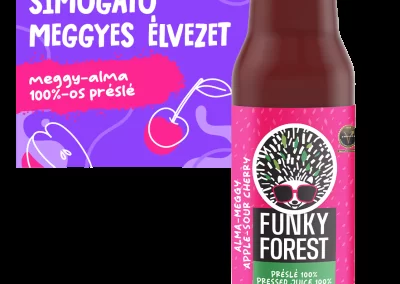 SIMOGATÓ
MEGGYES ÉLVEZET
meggy-alma
100%-os préslé
ALMA-MEGGY
APPLE-SOUR CHERRY
FUNKY
FOREST
PRÉSLÉ 100%
PRESSED JUICE 100%